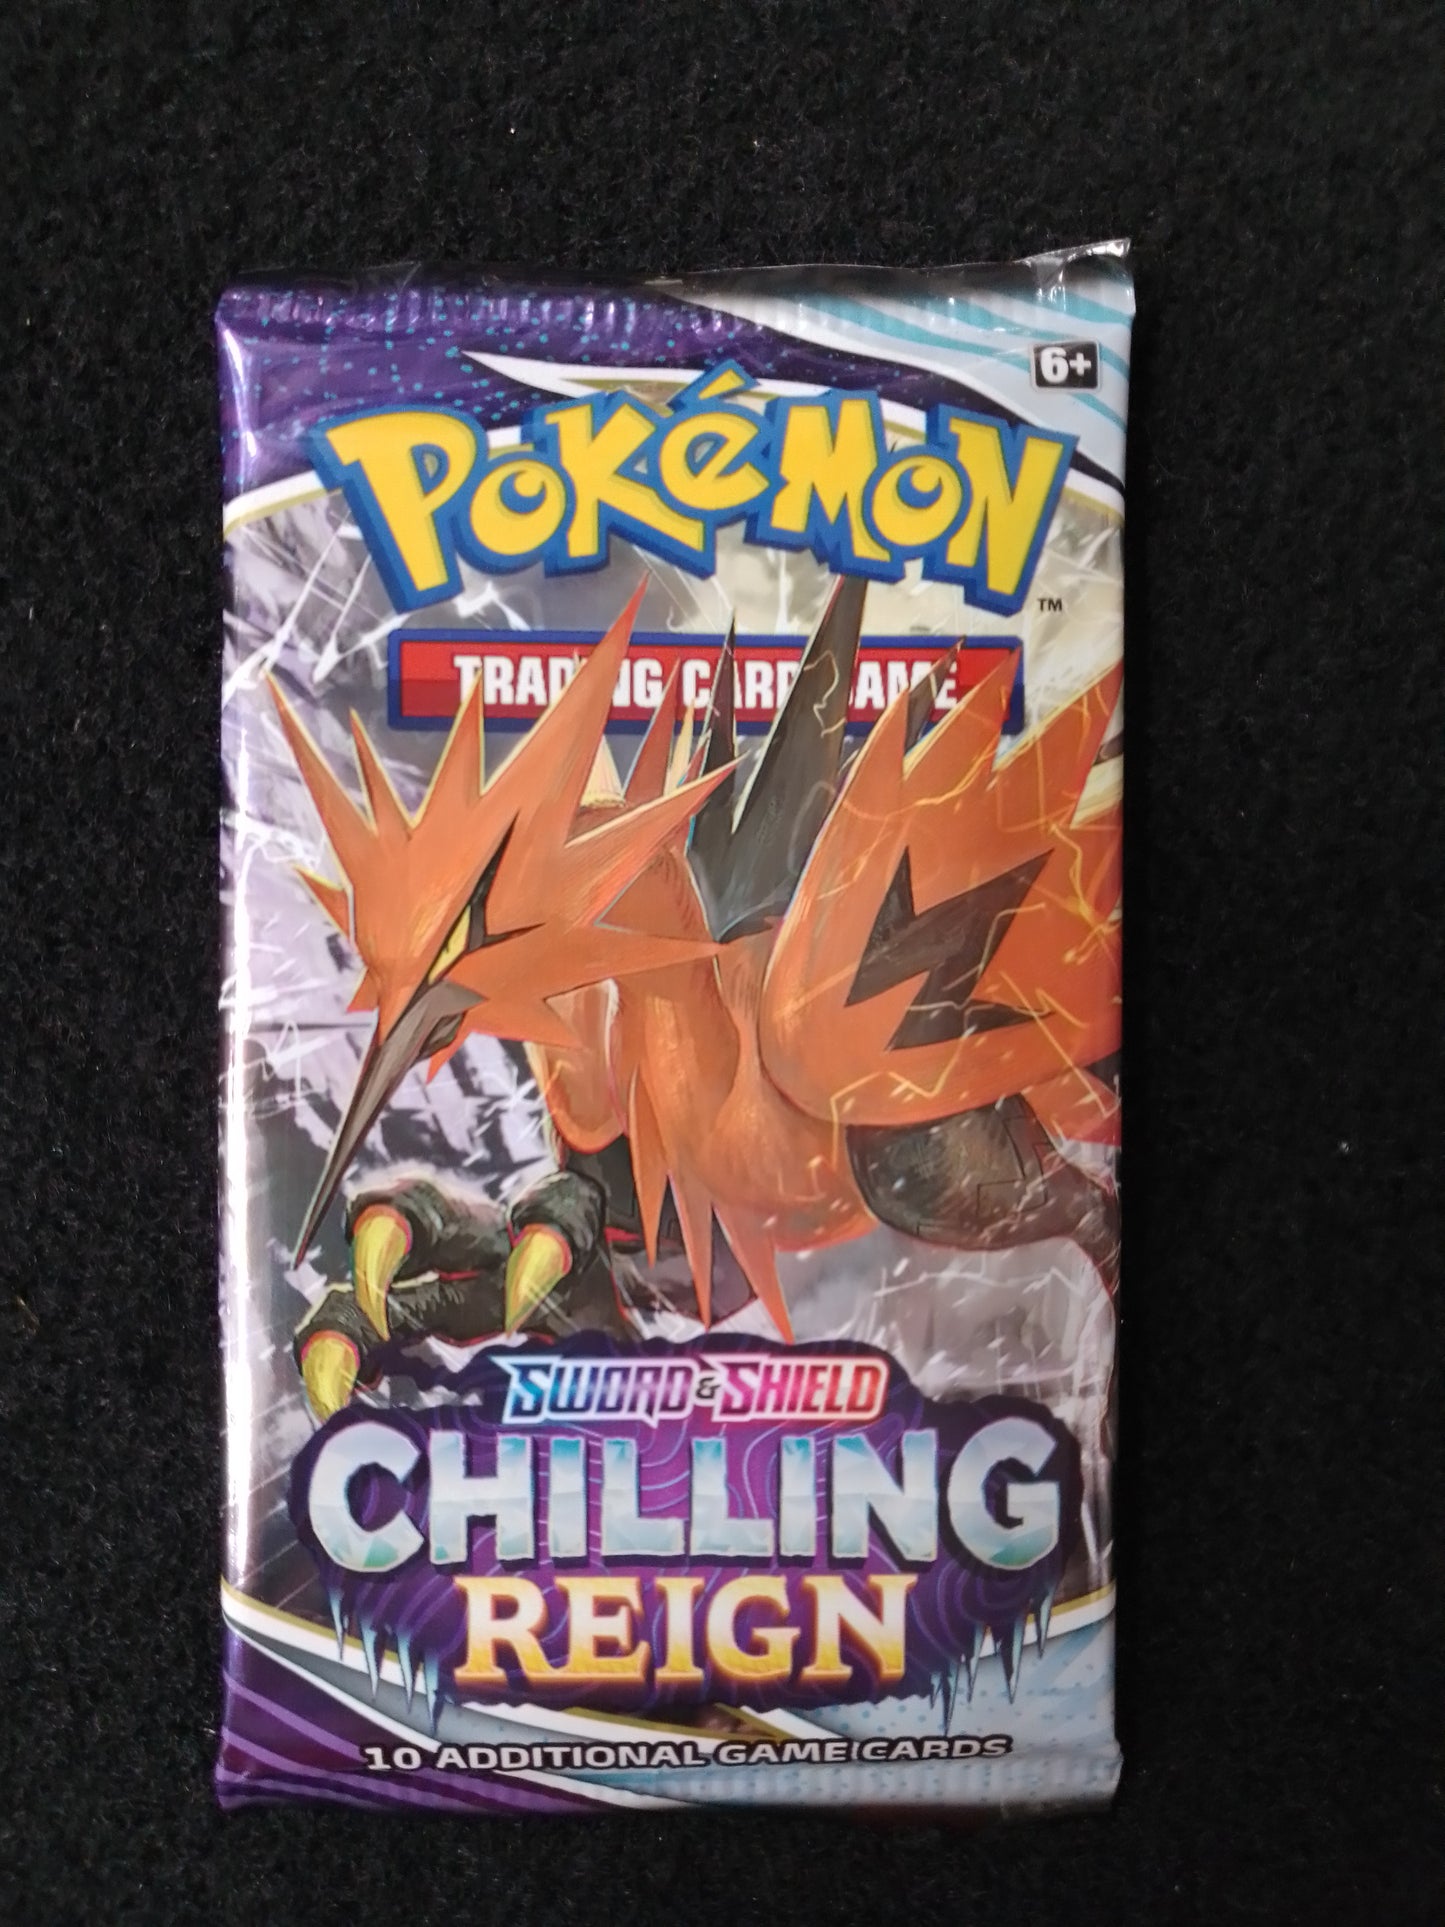 6+
POKéMON
TM
TRADING CARD GAME
SWORD & SHIELD
CHILLING
REIGN
10 ADDITIONAL GAME CARDS